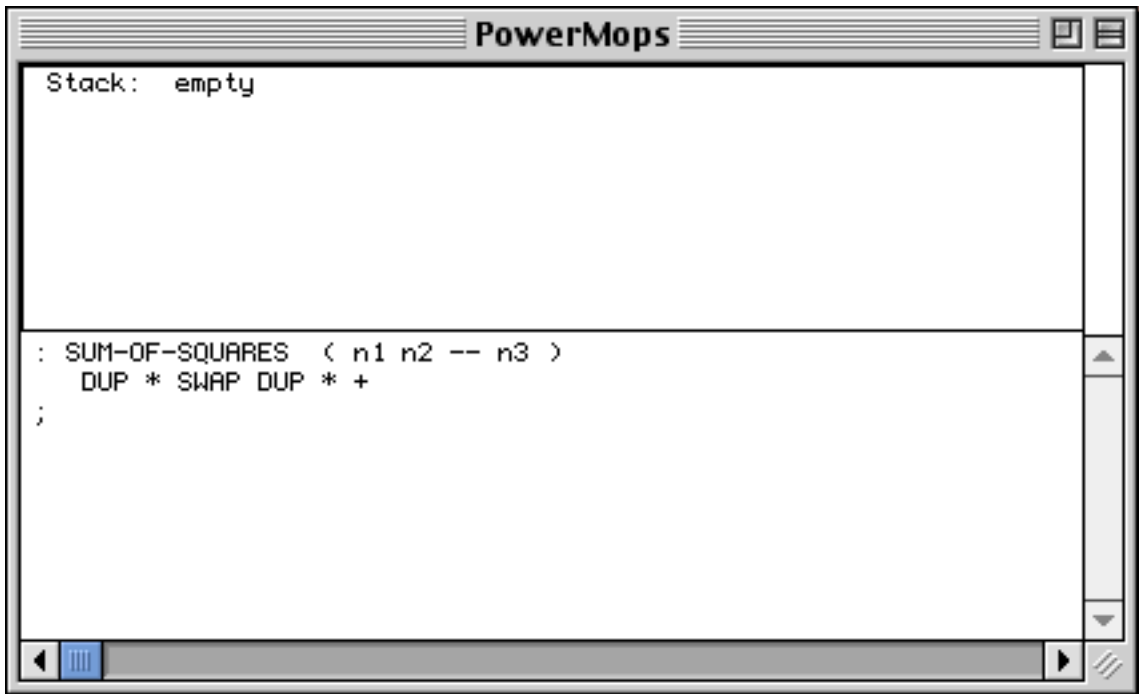 PowerMops
Stack:  empty
: SUM-OF-SQUARES  ( n1 n2 -- n3 )
   DUP * SWAP DUP * +
;